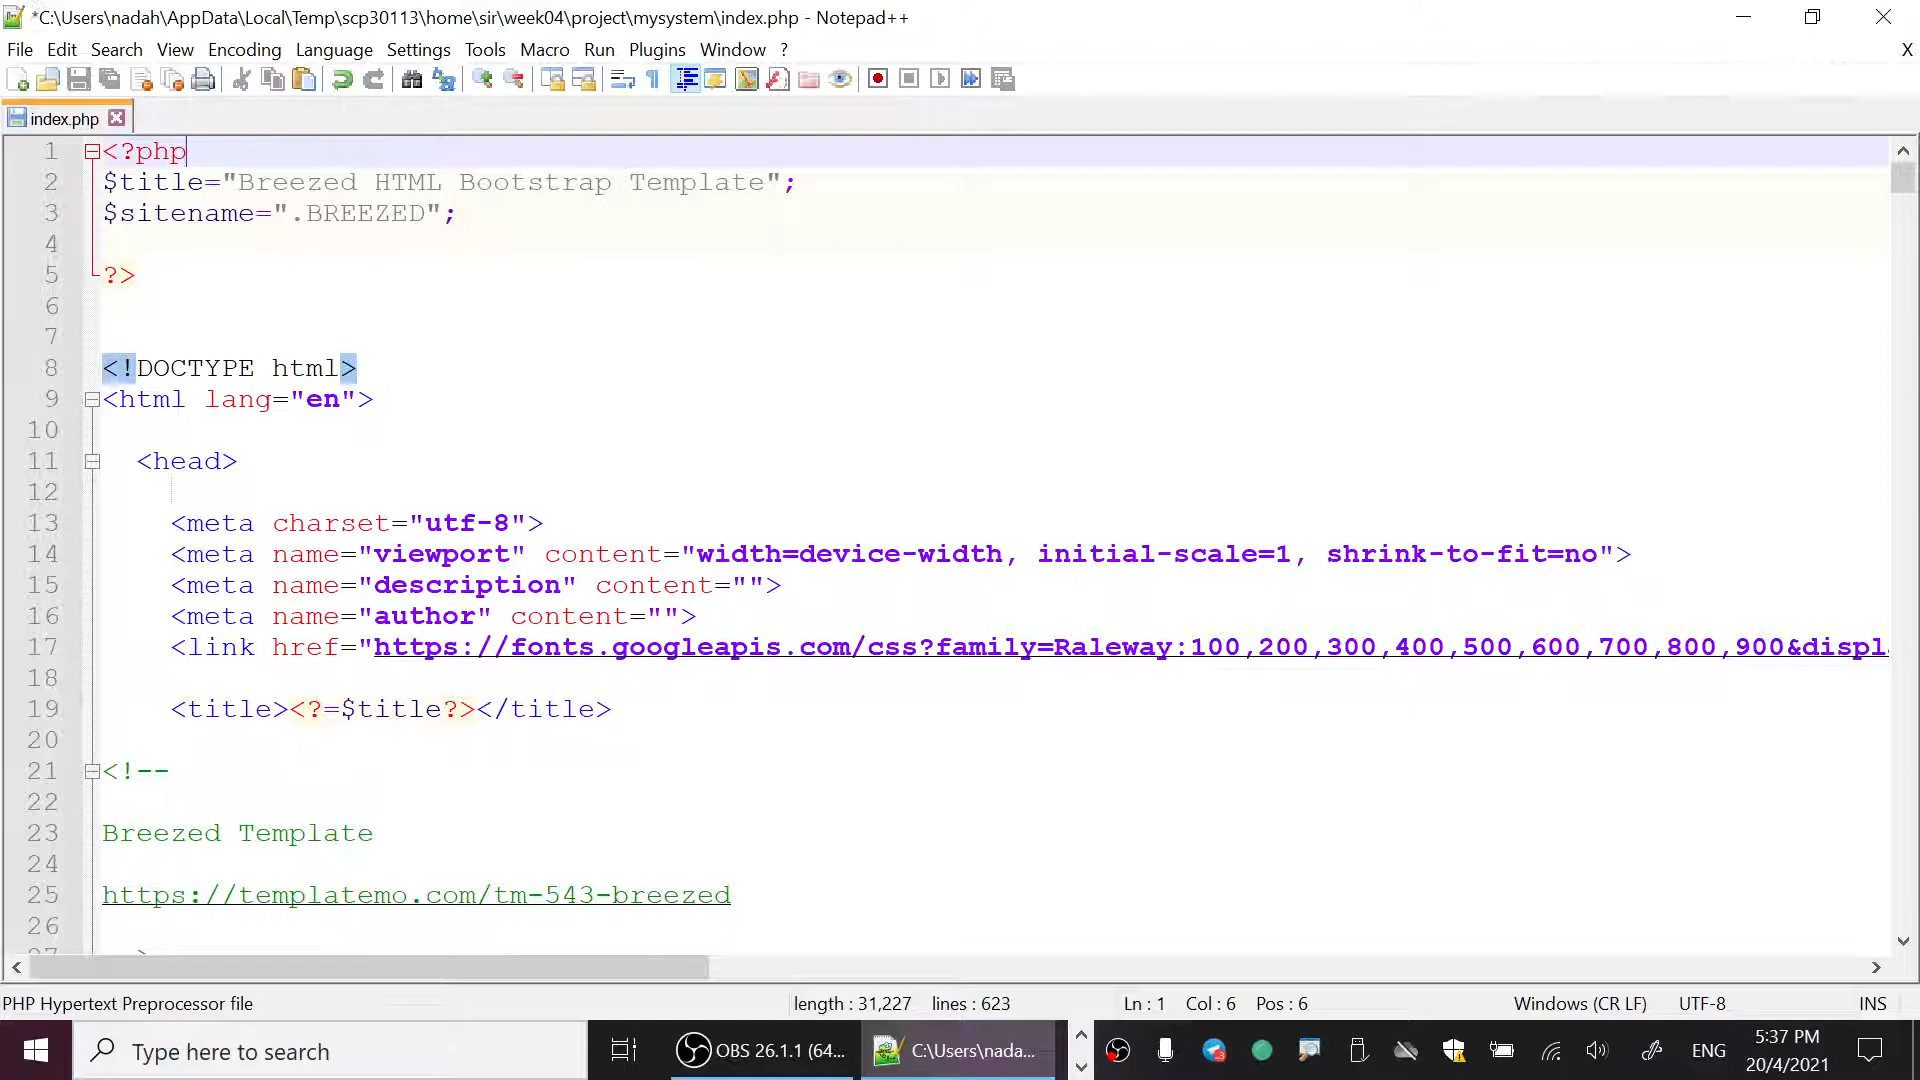 *C:\Users\nadah\AppData\Local\Temp\scp30113\home\sir\week04\project\mysystem\index.php - Notepad++
File Edit Search View Encoding Language Settings Tools Macro Run Plugins Window ? X
index.php
1 <?php
2 $title="Breezed HTML Bootstrap Template";
3 $sitename=".BREEZED";
4
5 ?>
6
7
8 <!DOCTYPE html>
9 <html lang="en">
10
11 <head>
12
13 <meta charset="utf-8">
14 <meta name="viewport" content="width=device-width, initial-scale=1, shrink-to-fit=no">
15 <meta name="description" content="">
16 <meta name="author" content="">
17 <link href="https://fonts.googleapis.com/css?family=Raleway:100,200,300,400,500,600,700,800,900&displ
18
19 <title><?=$title?></title>
20
21 <!--
22
23 Breezed Template
24
25 https://templatemo.com/tm-543-breezed
26
PHP Hypertext Preprocessor file length : 31,227 lines : 623 Ln : 1 Col : 6 Pos : 6 Windows (CR LF) UTF-8 INS
Type here to search OBS 26.1.1 (64... C:\Users\nada... ENG 5:37 PM
20/4/2021